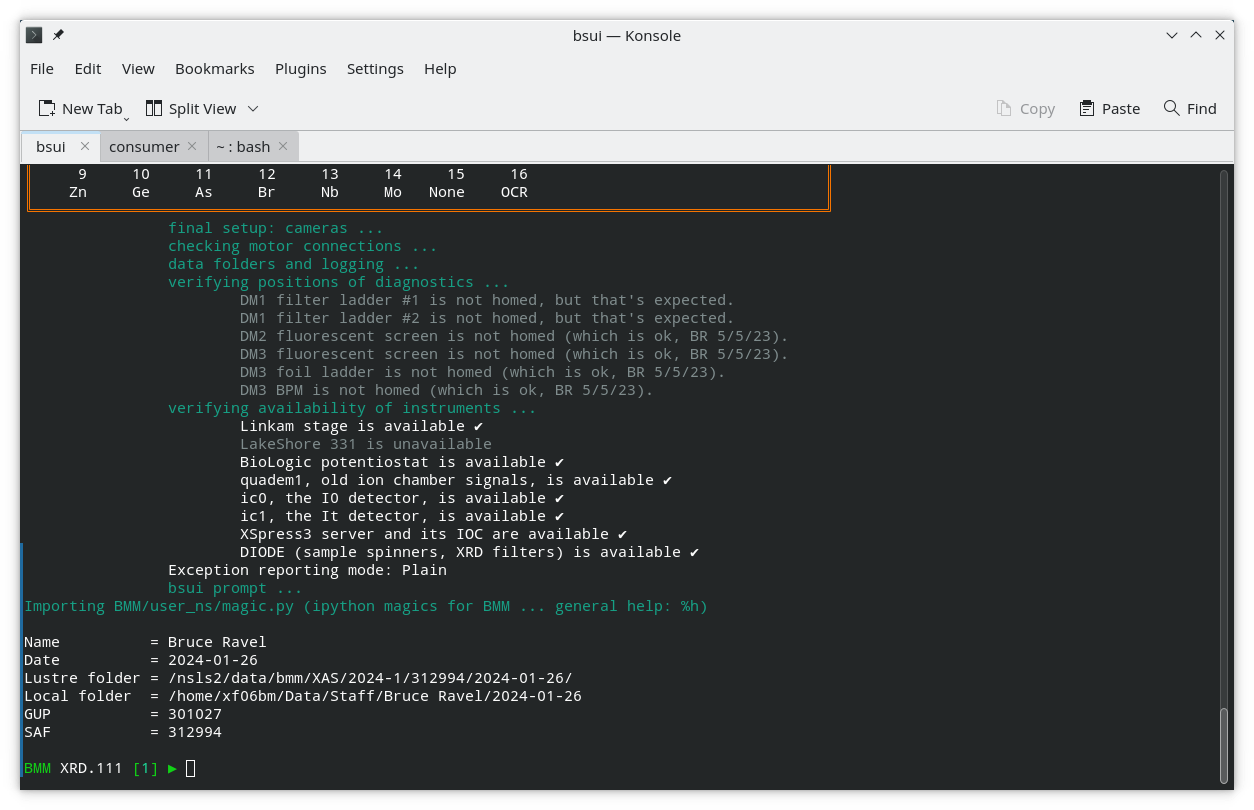 bsui — Konsole
File Edit View Bookmarks Plugins Settings Help
New Tab Split View Copy Paste Find
bsui consumer ~ : bash
9 10 11 12 13 14 15 16
Zn Ge As Br Nb Mo None OCR
final setup: cameras ...
checking motor connections ...
data folders and logging ...
verifying positions of diagnostics ...
DM1 filter ladder #1 is not homed, but that's expected.
DM1 filter ladder #2 is not homed, but that's expected.
DM2 fluorescent screen is not homed (which is ok, BR 5/5/23).
DM3 fluorescent screen is not homed (which is ok, BR 5/5/23).
DM3 foil ladder is not homed (which is ok, BR 5/5/23).
DM3 BPM is not homed (which is ok, BR 5/5/23).
verifying availability of instruments ...
Linkam stage is available ✔
LakeShore 331 is unavailable
BioLogic potentiostat is available ✔
quadem1, old ion chamber signals, is available ✔
ic0, the I0 detector, is available ✔
ic1, the It detector, is available ✔
XSpress3 server and its IOC are available ✔
DIODE (sample spinners, XRD filters) is available ✔
Exception reporting mode: Plain
bsui prompt ...
Importing BMM/user_ns/magic.py (ipython magics for BMM ... general help: %h)
Name = Bruce Ravel
Date = 2024-01-26
Lustre folder = /nsls2/data/bmm/XAS/2024-1/312994/2024-01-26/
Local folder = /home/xf06bm/Data/Staff/Bruce Ravel/2024-01-26
GUP = 301027
SAF = 312994
BMM XRD.111 [1] ▶